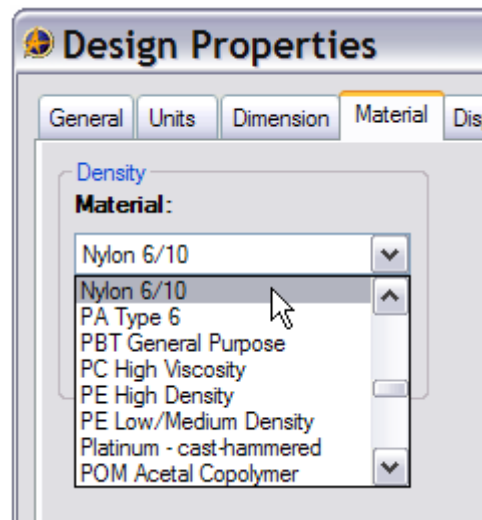 Design Properties
General Units Dimension Material Dis
Density
Material:
Nylon 6/10
Nylon 6/10
PA Type 6
PBT General Purpose
PC High Viscosity
PE High Density
PE Low/Medium Density
Platinum - cast-hammered
POM Acetal Copolymer